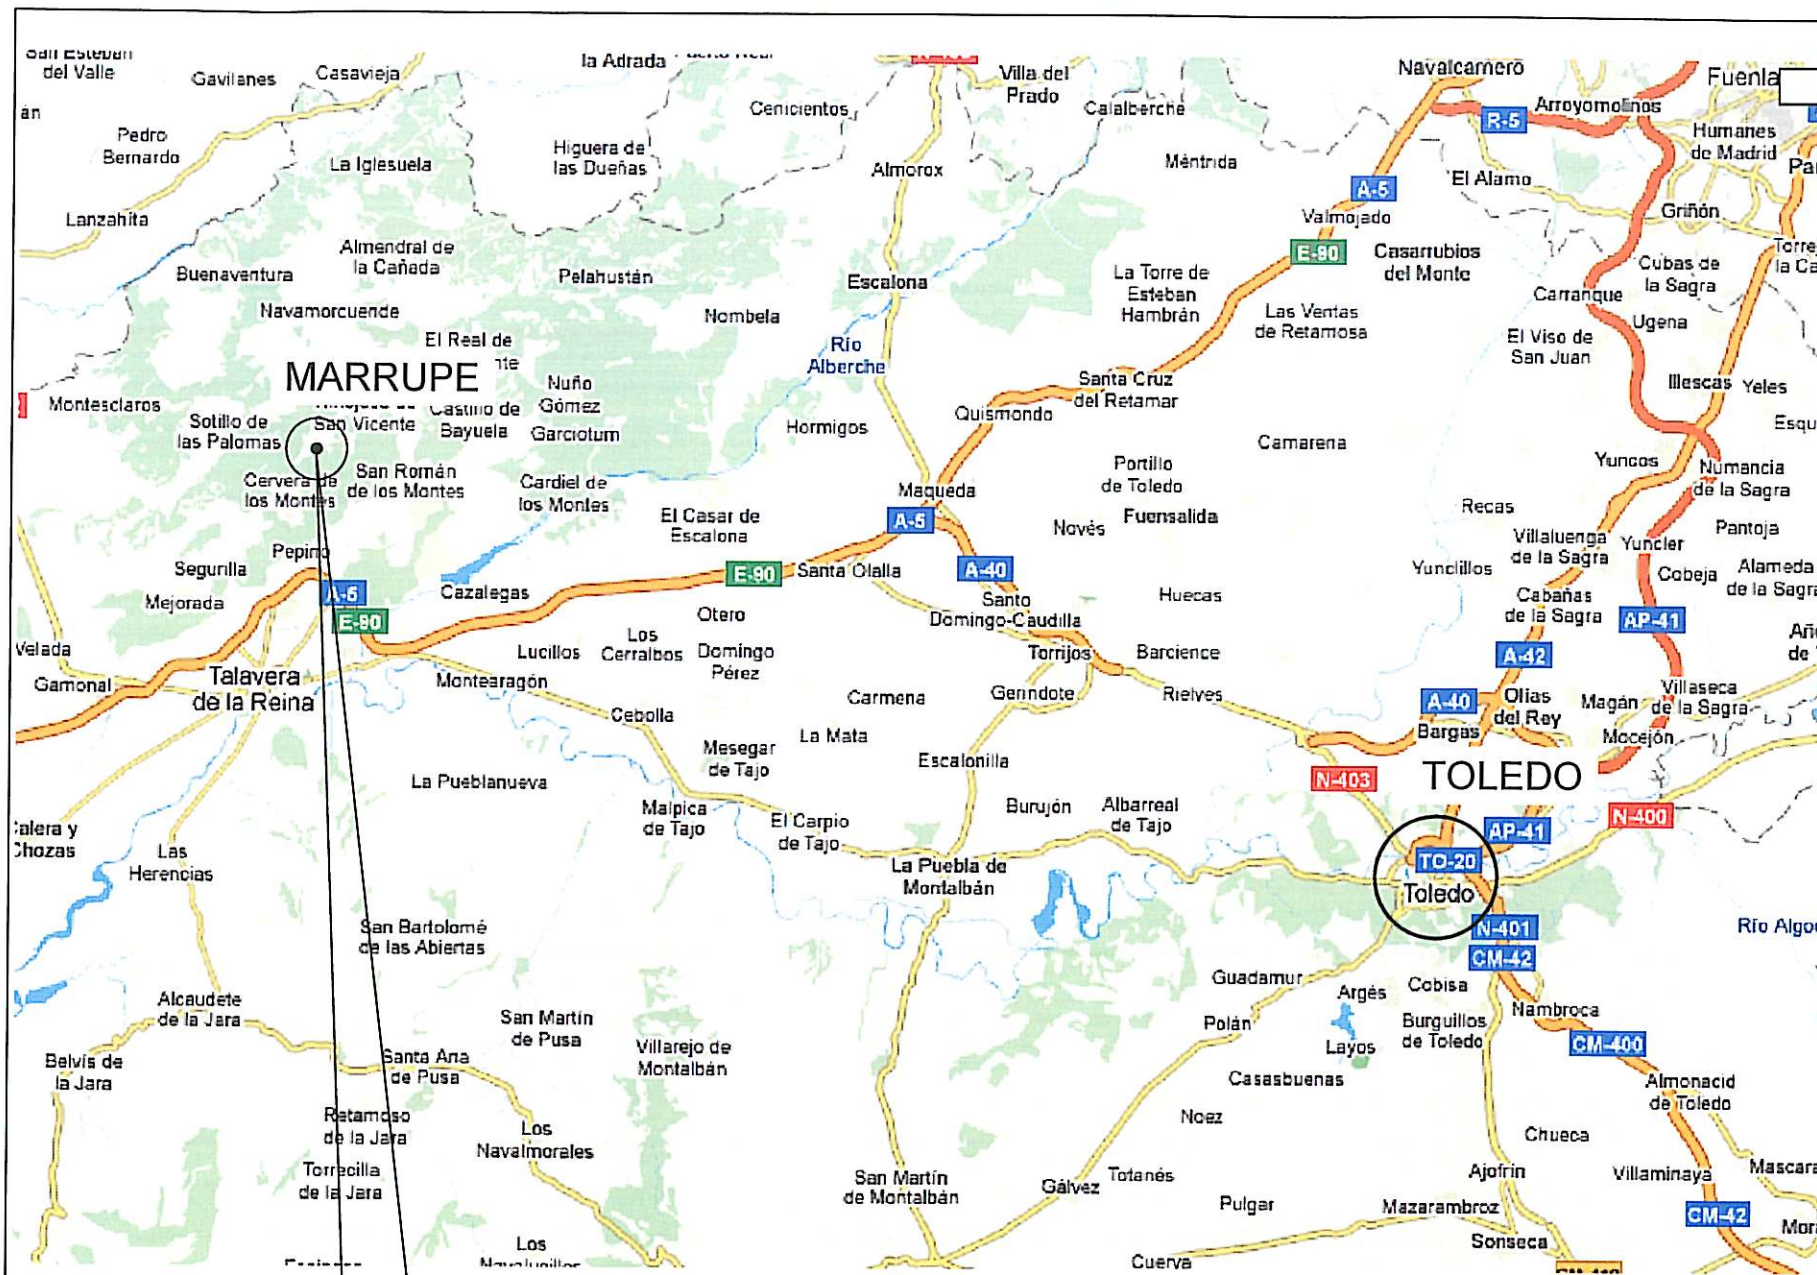 San Esteban
del Valle
Gavilanes
Casavieja
la Adrada
Villa del
Prado
Cenicientos
Calalberche
Navalcarnero
Arroyomolinos
R-5
Fuenla
Humanes
de Madrid
Pedro
Bernardo
La Iglesuela
Higuera de
las Dueñas
Almorox
Méntrida
A-5
El Alamo
Valmojado
Griñón
Lanzahita
Almendral de
la Cañada
Buenaventura
Pelahustán
Escalona
La Torre de
Esteban
Hambrán
E-90
Casarrubios
del Monte
Cubas de
la Sagra
Carranque
Ugena
Navamorcuende
Nombela
Las Ventas
de Retamosa
El Viso de
San Juan
El Real de
Río
Alberche
MARRUPE
Nuño
Gómez
Santa Cruz
del Retamar
Illescas
Yeles
Montesclaros
Sotillo de
las Palomas
San Vicente
Castillo de
Bayuela
Garciotum
Quismondo
Hormigos
Camarena
Esqu
Cervera de
los Montes
San Román
de los Montes
Cardiel de
los Montes
Maqueda
Portillo
de Toledo
Yuncos
Numancia
de la Sagra
El Casar de
Escalona
A-5
Novés
Fuensalida
Recas
Villaluenga
de la Sagra
Yuncler
Pantoja
Pepino
Segurilla
Mejorada
A-5
E-90
Cazalegas
E-90
Santa Olalla
A-40
Yunclillos
Cobeja
Alameda
de la Sagra
Otero
Santo
Domingo-Caudilla
Huecas
Cabañas
de la Sagra
AP-41
Velada
Gamonal
Talavera
de la Reina
Lucillos
Los
Cerralbos
Domingo
Pérez
Torrijos
Barcience
A-42
Montearagón
Carmena
Gerindote
Rielves
A-40
Olías
del Rey
Magán
Villaseca
de la Sagra
Cebolla
La Mata
Bargas
Mocejón
Mesegar
de Tajo
Escalonilla
La Pueblanueva
N-403
TOLEDO
Malpica
de Tajo
El Carpio
de Tajo
Burujón
Albarreal
de Tajo
N-400
Calera y
Chozas
Las
Herencias
La Puebla de
Montalbán
AP-41
TO-20
Toledo
San Bartolomé
de las Abiertas
N-401
CM-42
Guadamur
Argés
Cobisa
Alcaudete
de la Jara
San Martín
de Pusa
Polán
Burguillos
de Toledo
Nambroca
Belvís de
la Jara
Santa Ana
de Pusa
Villarejo de
Montalbán
Layos
CM-400
Casasbuenas
Almonacid
de Toledo
Retamoso
de la Jara
Los
Navalmorales
Noez
Chueca
Torrecilla
de la Jara
San Martín
de Montalbán
Gálvez
Totanés
Ajofrín
Villaminaya
Pulgar
Mazarambroz
CM-42
Sonseca
Los
Navalucillos
Cuerva